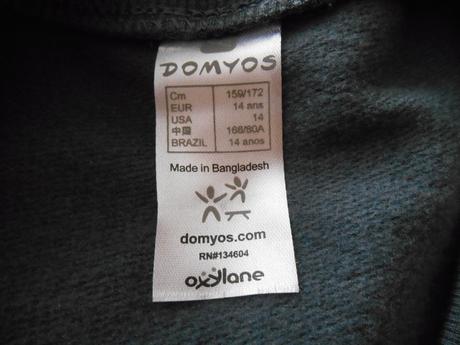 DOMYOS
Cm 159/172
EUR 14 ans
USA 14
中国 168/80A
BRAZIL 14 anos
Made in Bangladesh
domyos.com
RN#134604
oxylane